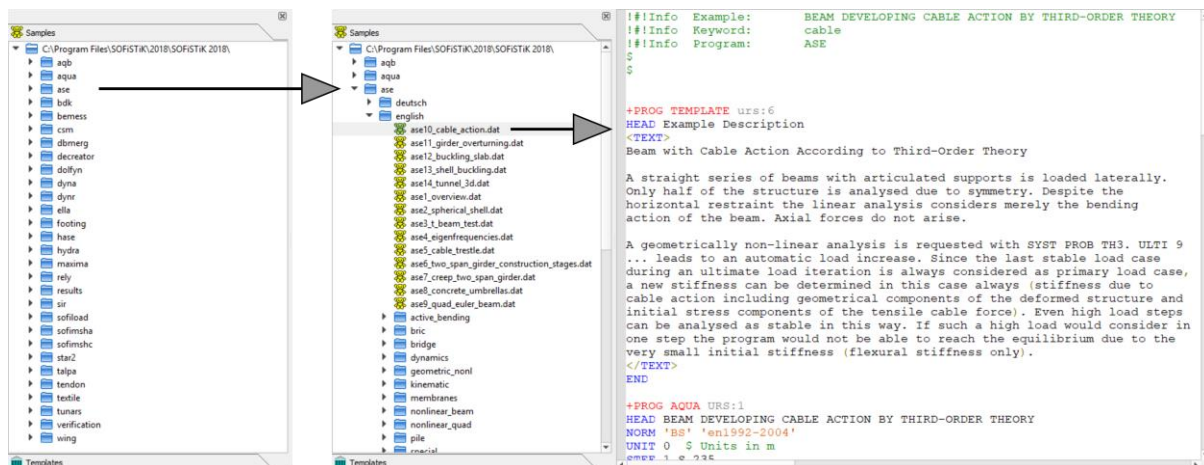 Samples
C:\Program Files\SOFiSTiK\2018\SOFiSTiK 2018\
aqb
aqua
ase
bdk
bemess
csm
dbmerg
decreator
dolfyn
dyna
dynr
ella
footing
hase
hydra
maxima
rely
results
sir
sofiload
sofimsha
sofimshc
star2
talpa
tendon
textile
tunars
verification
wing
Templates
Samples
C:\Program Files\SOFiSTiK\2018\SOFiSTiK 2018\
aqb
aqua
ase
deutsch
english
ase10_cable_action.dat
ase11_girder_overturning.dat
ase12_buckling_slab.dat
ase13_shell_buckling.dat
ase14_tunnel_3d.dat
ase1_overview.dat
ase2_spherical_shell.dat
ase3_t_beam_test.dat
ase4_eigenfrequencies.dat
ase5_cable_trestle.dat
ase6_two_span_girder_construction_stages.dat
ase7_creep_two_span_girder.dat
ase8_concrete_umbrellas.dat
ase9_quad_euler_beam.dat
active_bending
bric
bridge
dynamics
geometric_nonl
kinematic
membranes
nonlinear_beam
nonlinear_quad
pile
special
Templates
!#!Info Example: BEAM DEVELOPING CABLE ACTION BY THIRD-ORDER THEORY
!#!Info Keyword: cable
!#!Info Program: ASE
$
$
+PROG TEMPLATE urs:6
HEAD Example Description
<TEXT>
Beam with Cable Action According to Third-Order Theory
A straight series of beams with articulated supports is loaded laterally.
Only half of the structure is analysed due to symmetry. Despite the
horizontal restraint the linear analysis considers merely the bending
action of the beam. Axial forces do not arise.
A geometrically non-linear analysis is requested with SYST PROB TH3. ULTI 9
... leads to an automatic load increase. Since the last stable load case
during an ultimate load iteration is always considered as primary load case,
a new stiffness can be determined in this case always (stiffness due to
cable action including geometrical components of the deformed structure and
initial stress components of the tensile cable force). Even high load steps
can be analysed as stable in this way. If such a high load would consider in
one step the program would not be able to reach the equilibrium due to the
very small initial stiffness (flexural stiffness only).
</TEXT>
END
+PROG AQUA URS:1
HEAD BEAM DEVELOPING CABLE ACTION BY THIRD-ORDER THEORY
NORM 'BS' 'en1992-2004'
UNIT 0 $ Units in m
STEE 1 S 235